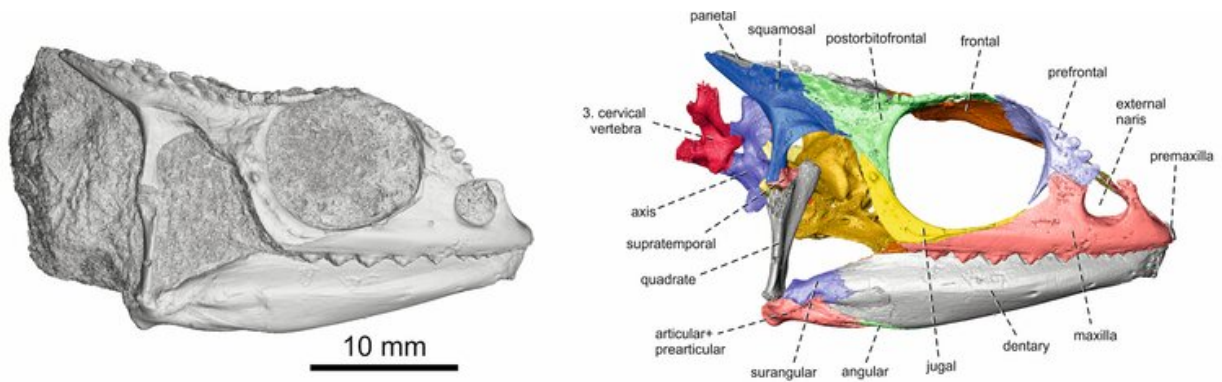 10 mm
parietal
squamosal
postorbitofrontal
frontal
prefrontal
external
naris
premaxilla
3. cervical
vertebra
axis
supratemporal
quadrate
articular+
prearticular
surangular
angular
jugal
dentary
maxilla